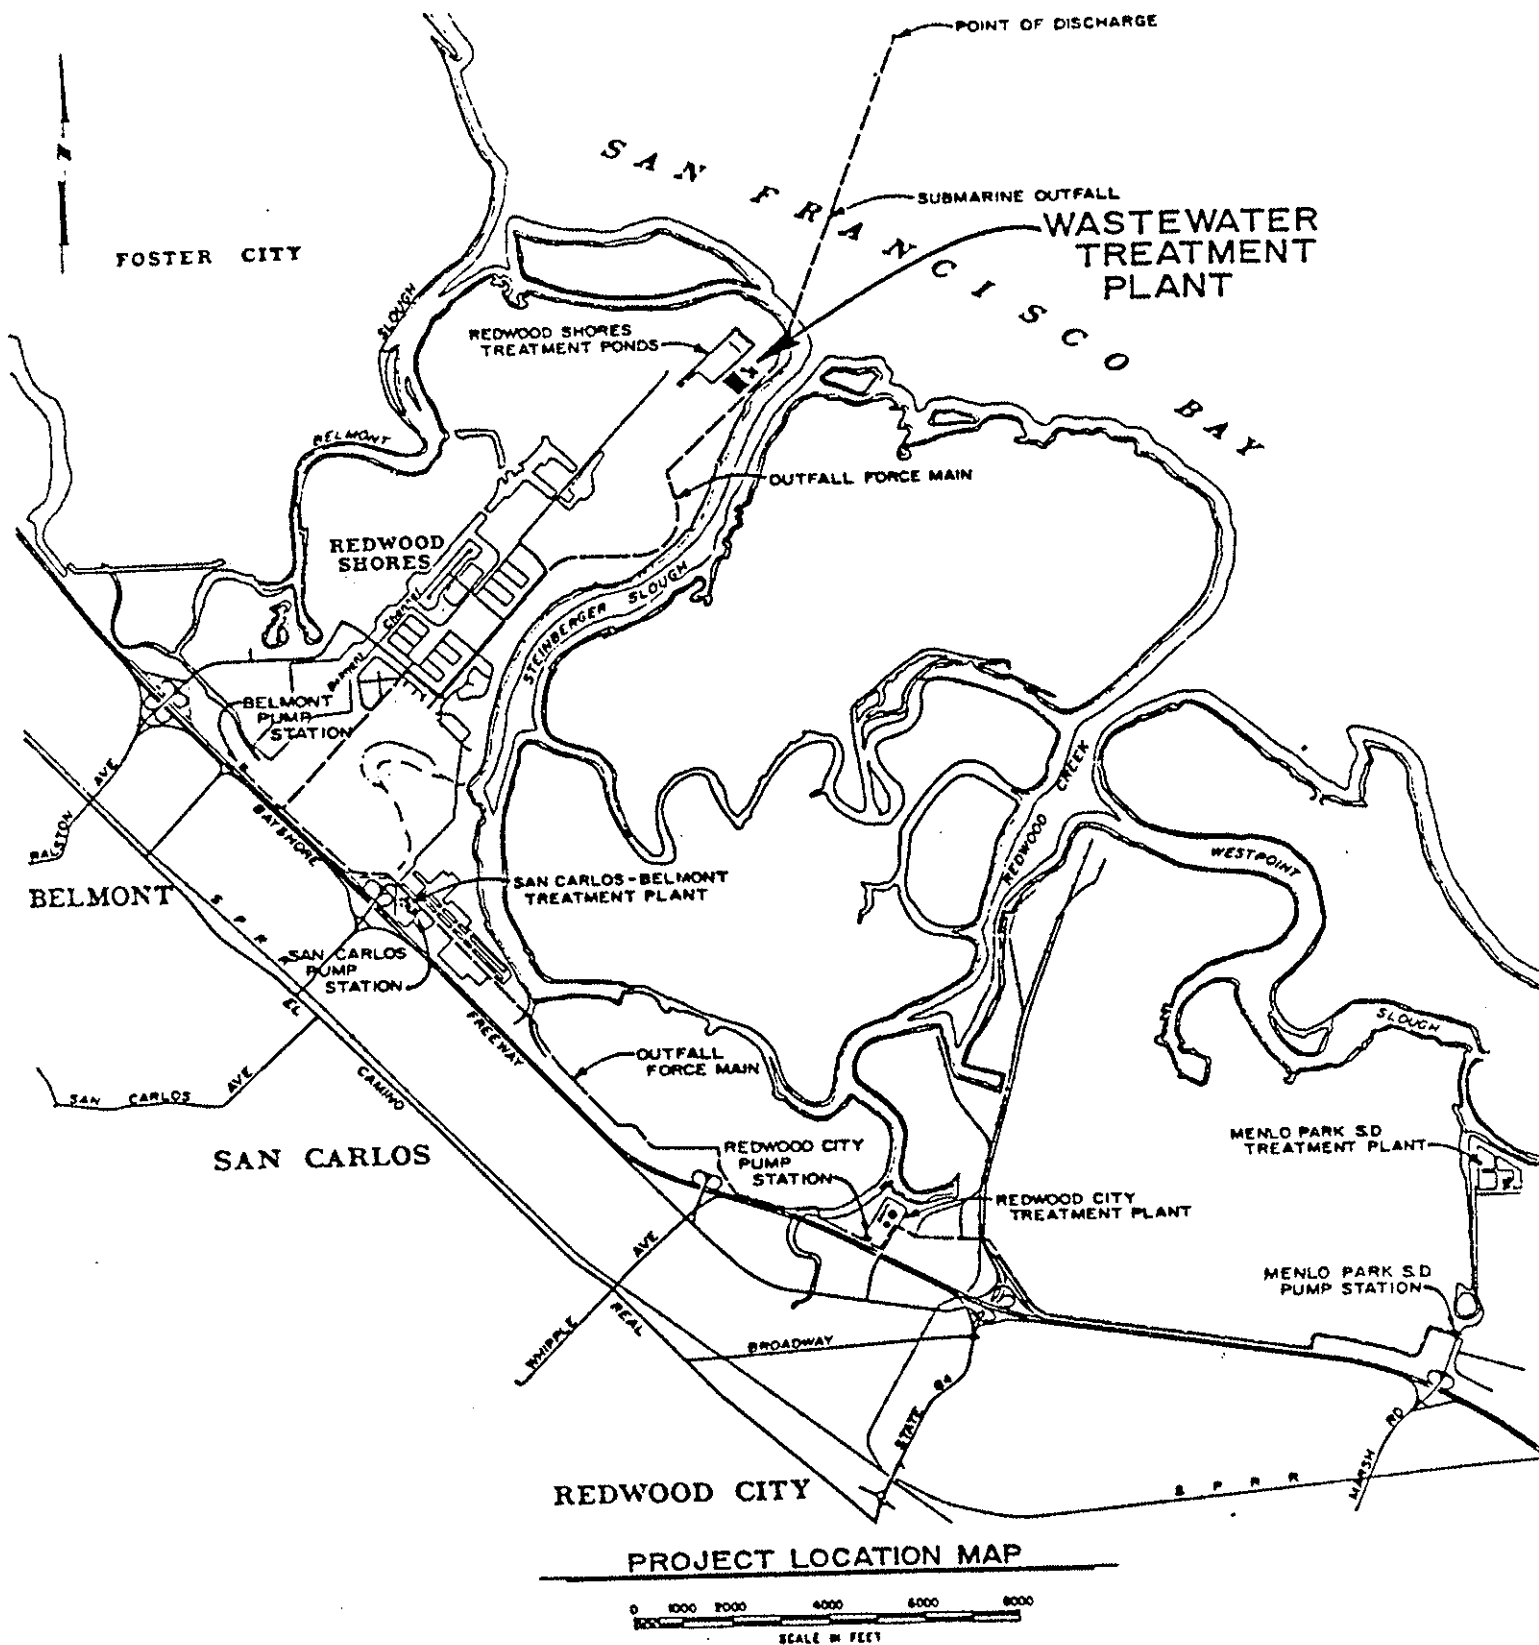 POINT OF DISCHARGE
N
SAN FRANCISCO BAY
SUBMARINE OUTFALL
WASTEWATER
TREATMENT
PLANT
FOSTER CITY
SLOUGH
REDWOOD SHORES
TREATMENT PONDS
BELMONT
OUTFALL FORCE MAIN
REDWOOD
SHORES
Channel
STEINBERGER SLOUGH
BELMONT
PUMP
STATION
RALSTON AVE
BAYSHORE
REDWOOD CREEK
WESTPOINT
BELMONT
SAN CARLOS-BELMONT
TREATMENT PLANT
S P R R
SAN CARLOS
PUMP
STATION
EL
FREEWAY
SLOUGH
OUTFALL
FORCE MAIN
CAMINO
SAN CARLOS AVE
SAN CARLOS
REDWOOD CITY
PUMP
STATION
MENLO PARK S.D
TREATMENT PLANT
REDWOOD CITY
TREATMENT PLANT
WHIPPLE AVE
MENLO PARK S.D
PUMP STATION
REAL
BROADWAY
STATE 84
MARSH RD
REDWOOD CITY
S P R R
PROJECT LOCATION MAP
0 1000 2000 4000 6000 8000
SCALE IN FEET